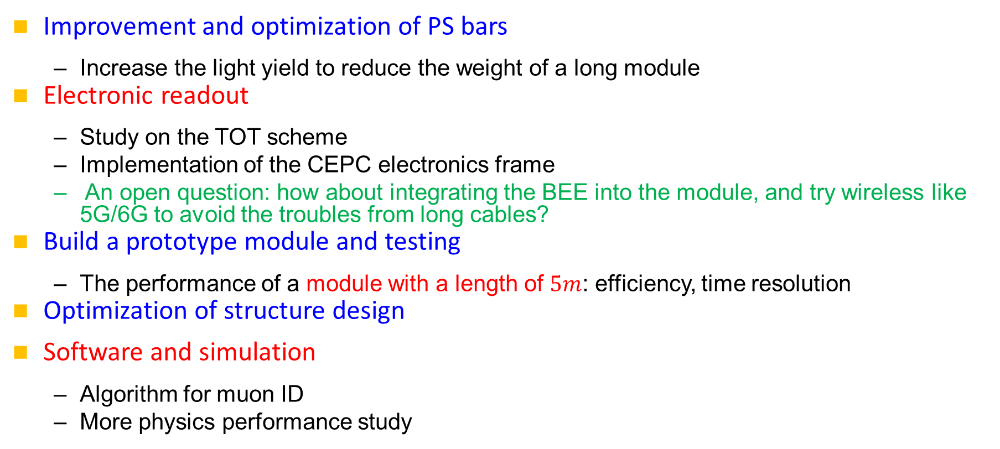 ■ Improvement and optimization of PS bars
– Increase the light yield to reduce the weight of a long module
■ Electronic readout
– Study on the TOT scheme
– Implementation of the CEPC electronics frame
– An open question: how about integrating the BEE into the module, and try wireless like
5G/6G to avoid the troubles from long cables?
■ Build a prototype module and testing
– The performance of a module with a length of 5m: efficiency, time resolution
■ Optimization of structure design
■ Software and simulation
– Algorithm for muon ID
– More physics performance study